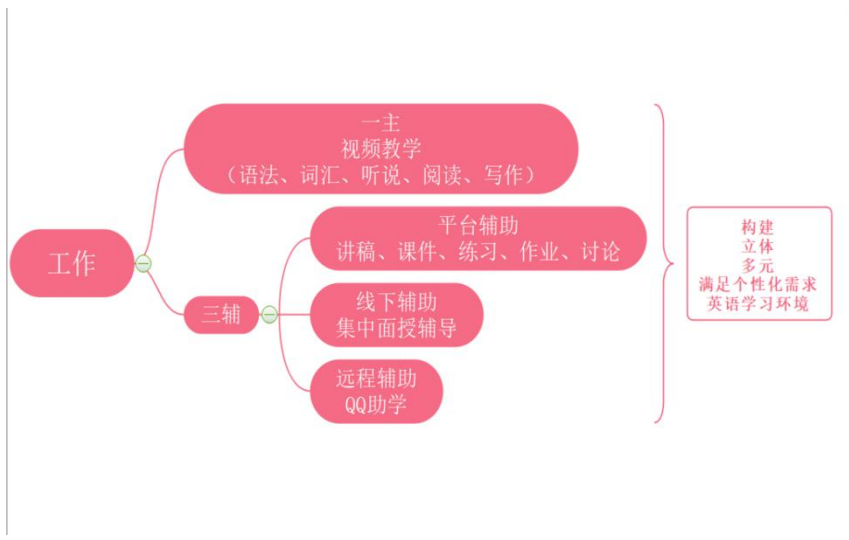 工作
一主
视频教学
（语法、词汇、听说、阅读、写作）
三辅
平台辅助
讲稿、课件、练习、作业、讨论
线下辅助
集中面授辅导
远程辅助
QQ助学
构建
立体
多元
满足个性化需求
英语学习环境